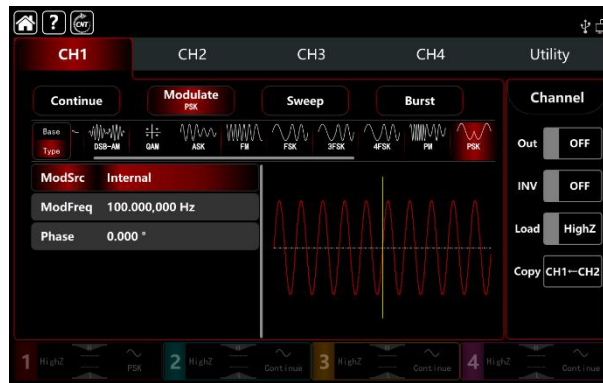 ? CNT
CH1 CH2 CH3 CH4 Utility
Continue Modulate PSK Sweep Burst Channel
Base Type DSB-AM QAM ASK FM FSK 3FSK 4FSK PM PSK
Out OFF
ModSrc Internal
INV OFF
ModFreq 100.000,000 Hz
Phase 0.000 °
Load HighZ
Copy CH1←CH2
1 HighZ PSK 2 HighZ Continue 3 HighZ Continue 4 HighZ Continue